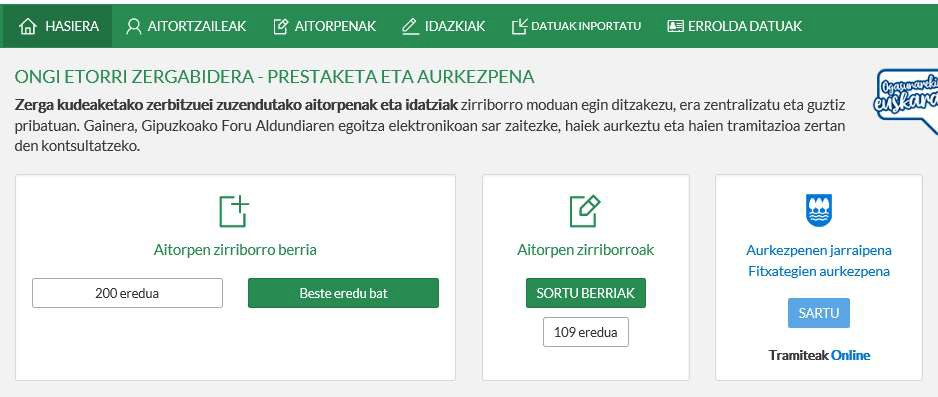 HASIERA AITORTZAILEAK AITORPENAK IDAZKIAK DATUAK INPORTATU ERROLDA DATUAK
ONGI ETORRI ZERGABIDERA - PRESTAKETA ETA AURKEZPENA
Zerga kudeaketako zerbitzuei zuzendutako aitorpenak eta idatziak zirriborro moduan egin ditzakezu, era zentralizatu eta guztiz
pribatuan. Gainera, Gipuzkoako Foru Aldundiaren egoitza elektronikoan sar zaitezke, haiek aurkeztu eta haien tramitazioa zertan
den kontsultatzeko.
Aitorpen zirriborro berria
200 eredua Beste eredu bat
Aitorpen zirriborroak
SORTU BERRIAK
109 eredua
Aurkezpenen jarraipena
Fitxategien aurkezpena
SARTU
Tramiteak Online